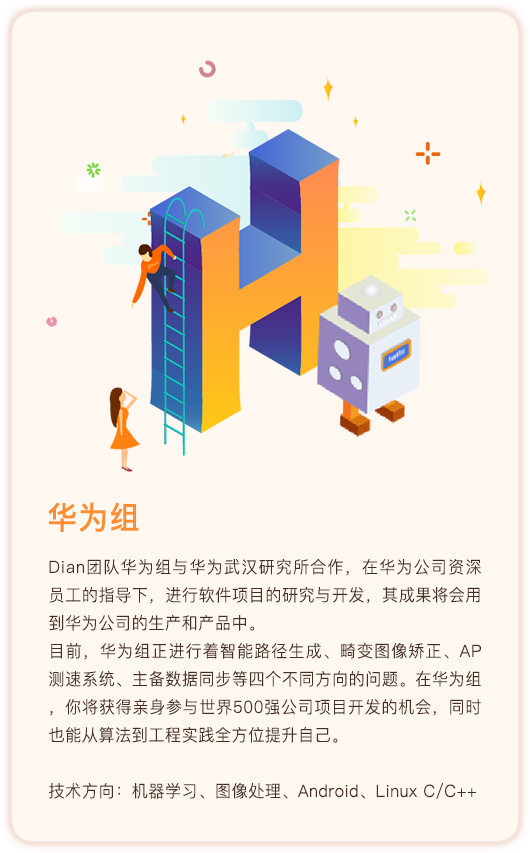 华为组
Dian团队华为组与华为武汉研究所合作，在华为公司资深
员工的指导下，进行软件项目的研究与开发，其成果将会用
到华为公司的生产和产品中。
目前，华为组正进行着智能路径生成、畸变图像矫正、AP
测速系统、主备数据同步等四个不同方向的问题。在华为组
，你将获得亲身参与世界500强公司项目开发的机会，同时
也能从算法到工程实践全方位提升自己。
技术方向：机器学习、图像处理、Android、Linux C/C++